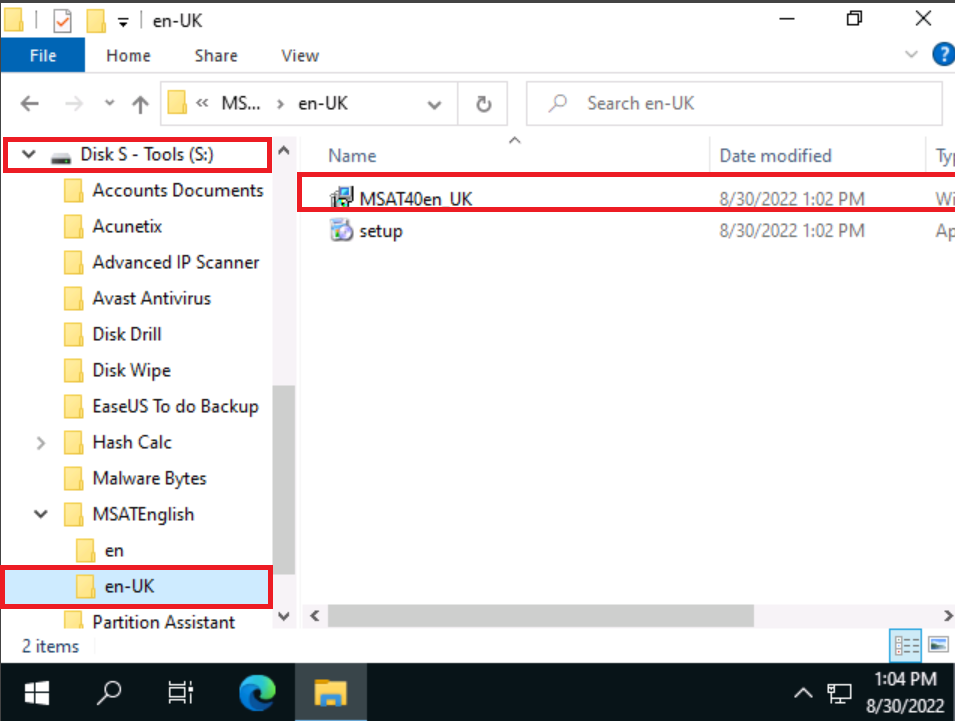 en-UK
File Home Share View
« MS... › en-UK
Search en-UK
Disk S - Tools (S:)
Accounts Documents
Acunetix
Advanced IP Scanner
Avast Antivirus
Disk Drill
Disk Wipe
EaseUS To do Backup
Hash Calc
Malware Bytes
MSATEnglish
en
en-UK
Partition Assistant
Name Date modified Typ
MSAT40en_UK 8/30/2022 1:02 PM Wi
setup 8/30/2022 1:02 PM Ap
2 items
1:04 PM
8/30/2022